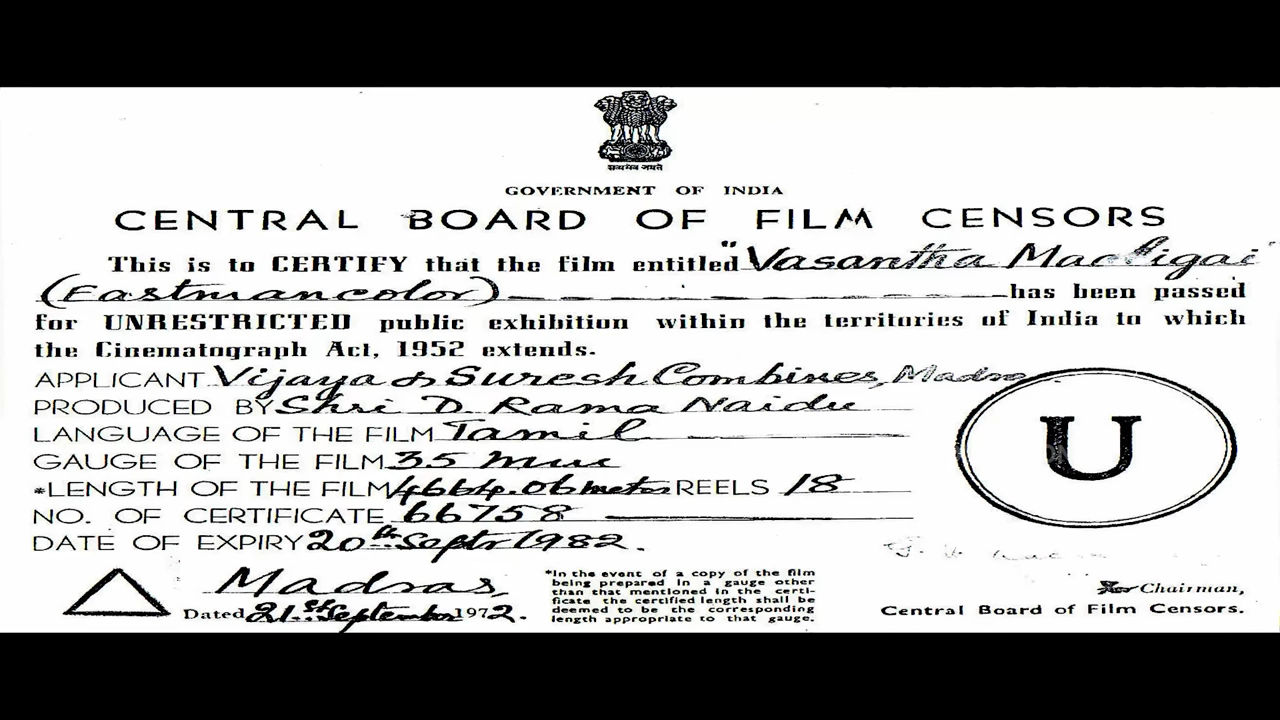 सत्यमेव जयते
GOVERNMENT OF INDIA
CENTRAL BOARD OF FILM CENSORS
This is to CERTIFY that the film entitled "Vasantha Maaligai"
(Eastmancolor) has been passed
for UNRESTRICTED public exhibition within the territories of India to which
the Cinematograph Act, 1952 extends.
APPLICANT Vijaya & Suresh Combines, Madras.
PRODUCED BY Shri D. Rama Naidu
LANGUAGE OF THE FILM Tamil
GAUGE OF THE FILM 35 mm
*LENGTH OF THE FILM 4664.06 metres REELS 18
NO. OF CERTIFICATE 66758
DATE OF EXPIRY 20th Septr 1982.
U
Madras,
Dated 21st September 1972.
*In the event of a copy of the film
being prepared in a gauge other
than that mentioned in the certi-
ficate the certified length shall be
deemed to be the corresponding
length appropriate to that gauge.
Chairman,
Central Board of Film Censors.